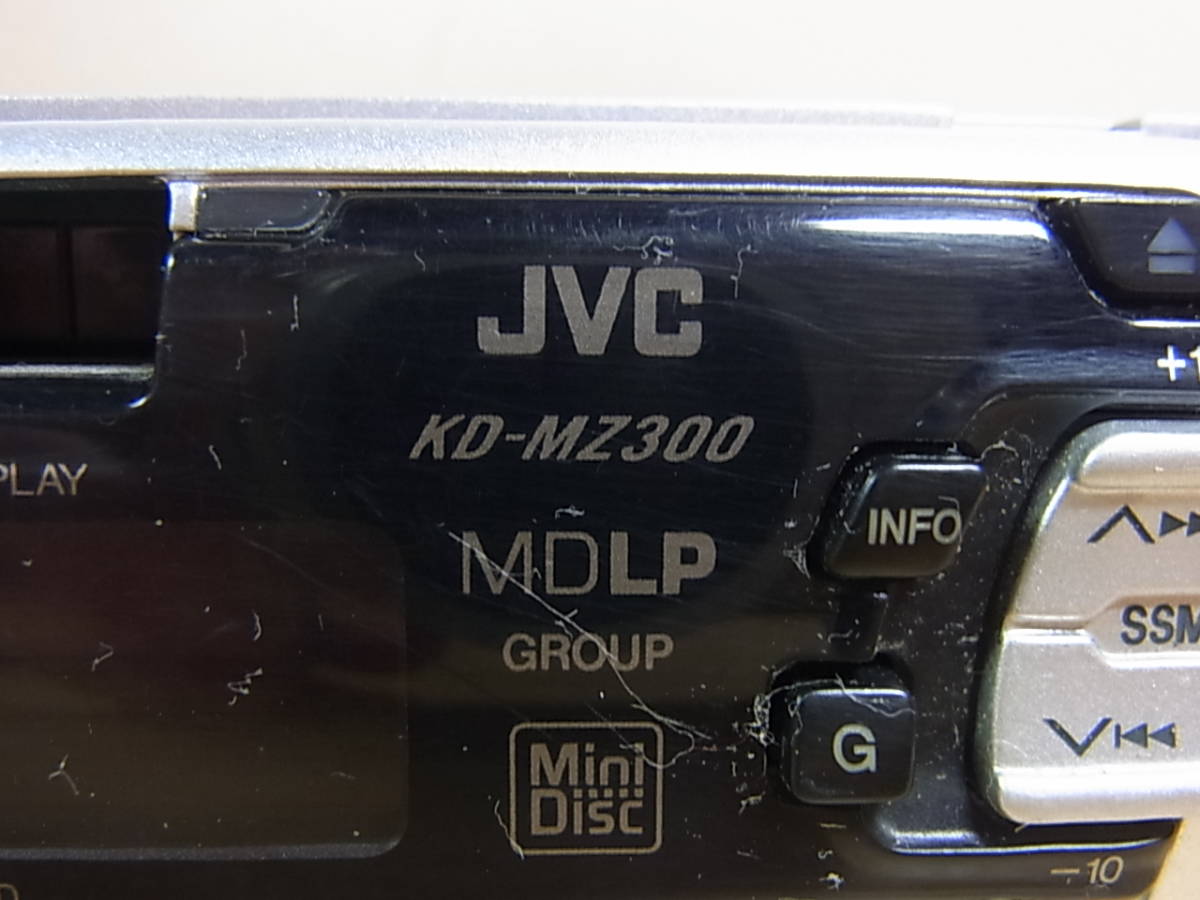 JVC
+1
KD-MZ300
PLAY
INFO
MDLP
SSM
GROUP
G
Mini
Disc
-10